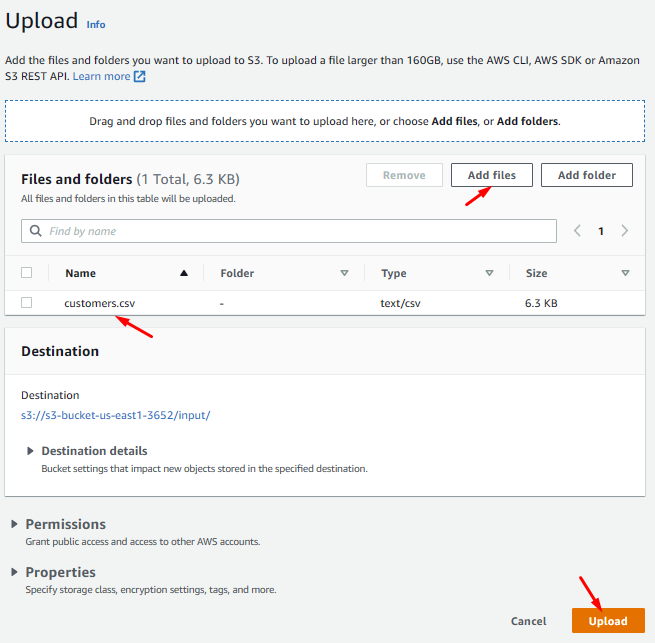 Upload Info
Add the files and folders you want to upload to S3. To upload a file larger than 160GB, use the AWS CLI, AWS SDK or Amazon
S3 REST API. Learn more
Drag and drop files and folders you want to upload here, or choose Add files, or Add folders.
Files and folders (1 Total, 6.3 KB)
Remove Add files Add folder
All files and folders in this table will be uploaded.
Find by name 1
Name Folder Type Size
customers.csv - text/csv 6.3 KB
Destination
Destination
s3://s3-bucket-us-east1-3652/input/
Destination details
Bucket settings that impact new objects stored in the specified destination.
Permissions
Grant public access and access to other AWS accounts.
Properties
Specify storage class, encryption settings, tags, and more.
Cancel Upload